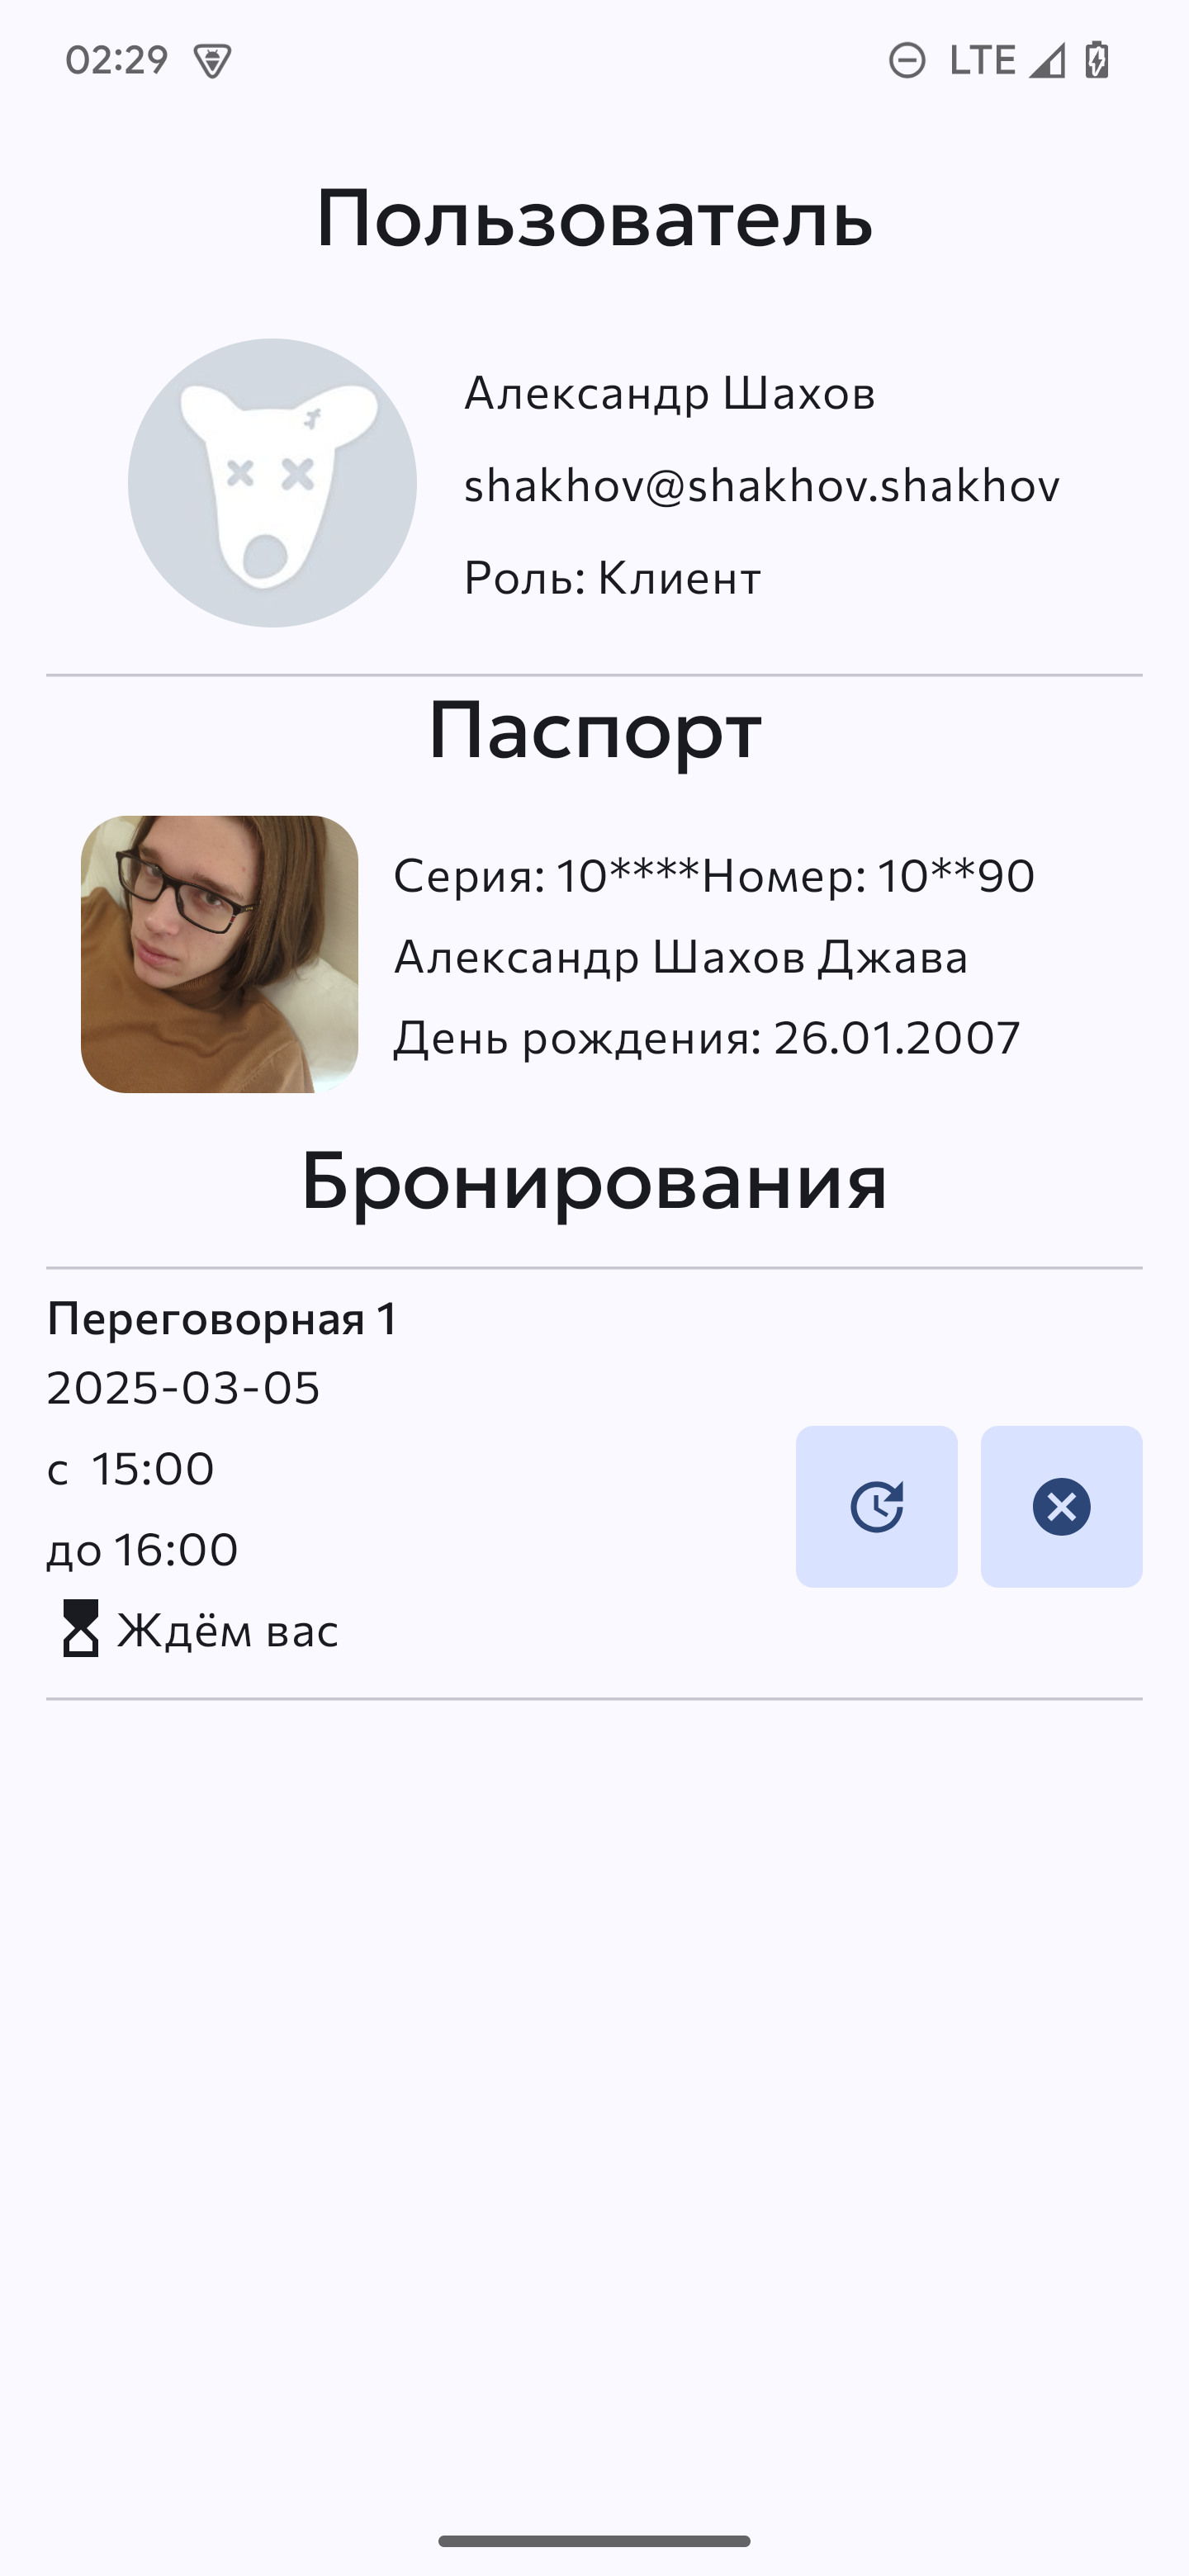 02:29 LTE
Пользователь
Александр Шахов
shakhov@shakhov.shakhov
Роль: Клиент
Паспорт
Серия: 10****Номер: 10**90
Александр Шахов Джава
День рождения: 26.01.2007
Бронирования
Переговорная 1
2025-03-05
с 15:00
до 16:00
Ждём вас